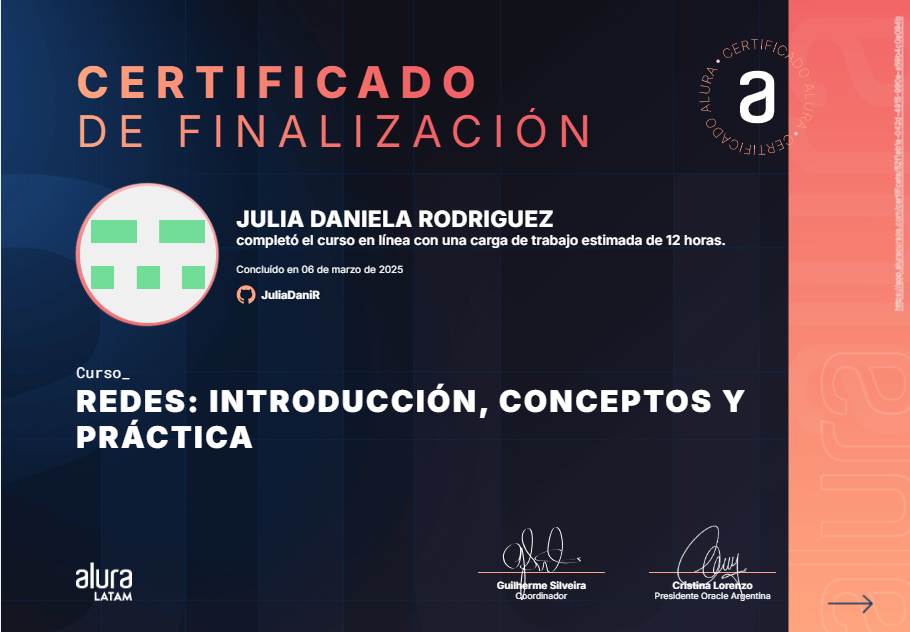 CERTIFICADO
DE FINALIZACIÓN
CERTIFICADO ALURA • CERTIFICADO ALURA •
a
JULIA DANIELA RODRIGUEZ
completó el curso en línea con una carga de trabajo estimada de 12 horas.
Concluído en 06 de marzo de 2025
JuliaDaniR
Curso_
REDES: INTRODUCCIÓN, CONCEPTOS Y
PRÁCTICA
alura
LATAM
Guilherme Silveira
Coordinador
Cristina Lorenzo
Presidente Oracle Argentina
alura